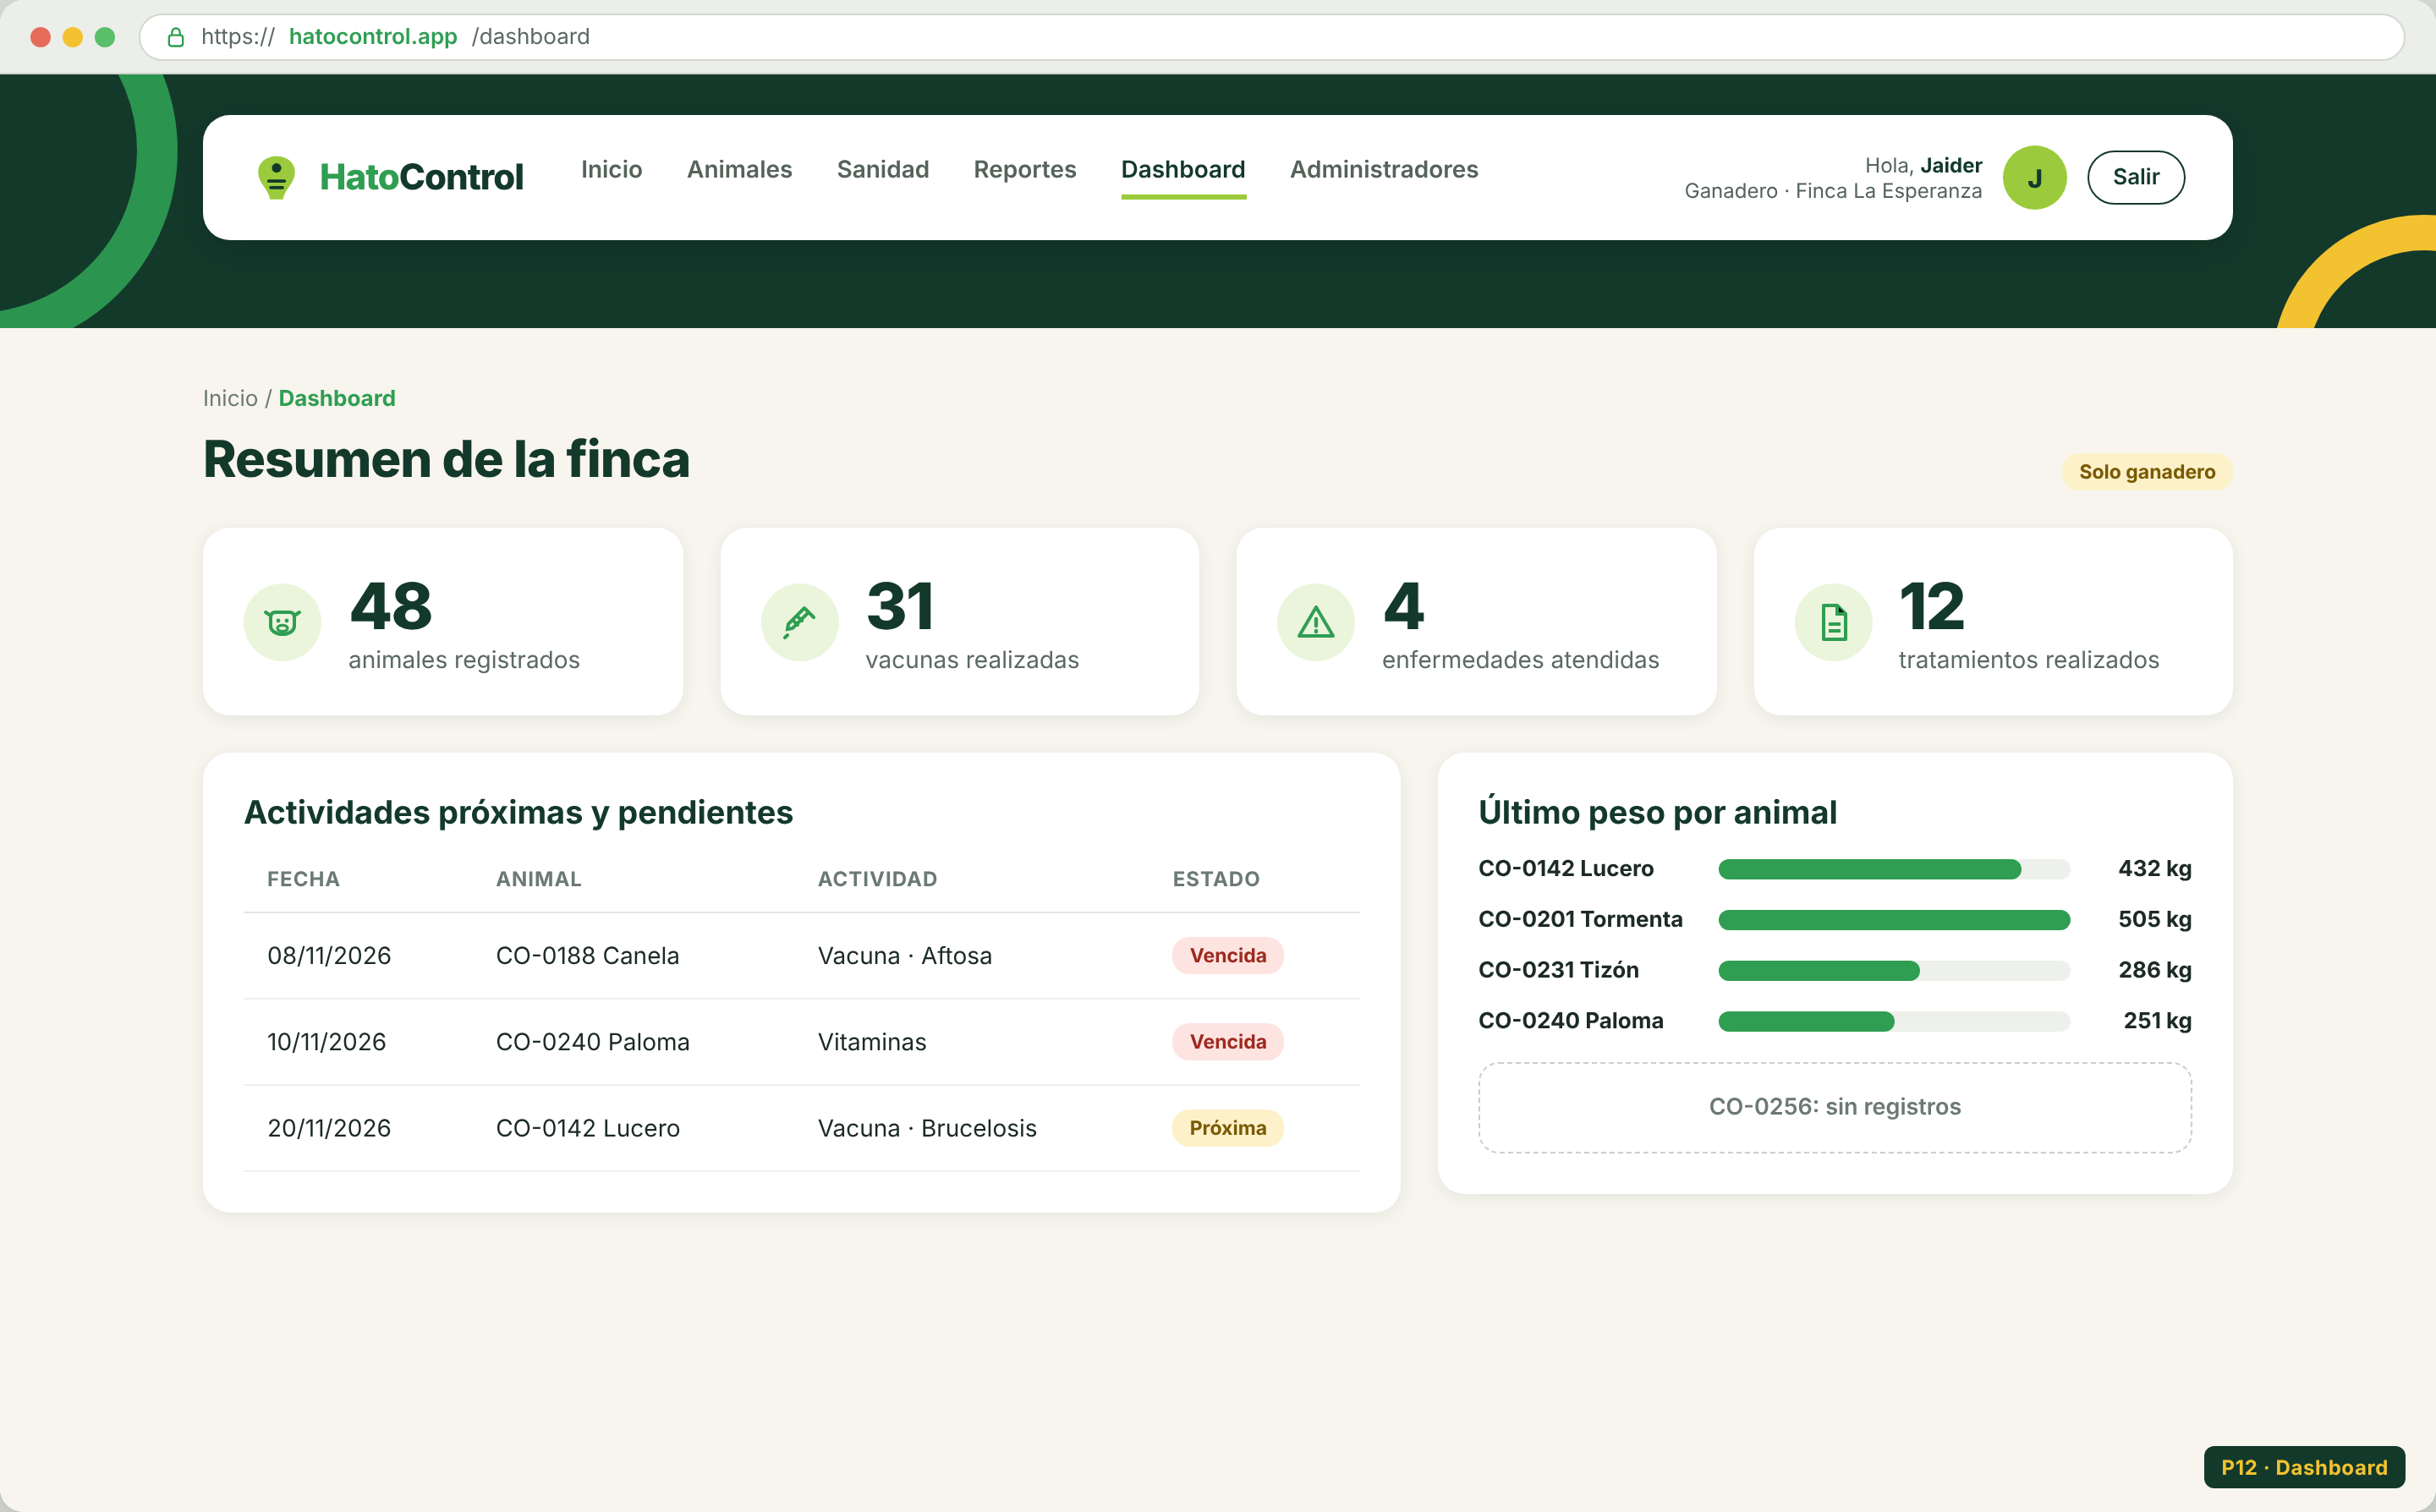 https:// hatocontrol.app /dashboard
HatoControl
Inicio Animales Sanidad Reportes Dashboard Administradores
Hola, Jaider
Ganadero · Finca La Esperanza
J
Salir
Inicio / Dashboard
Resumen de la finca
Solo ganadero
48
animales registrados
31
vacunas realizadas
4
enfermedades atendidas
12
tratamientos realizados
Actividades próximas y pendientes
FECHA ANIMAL ACTIVIDAD ESTADO
08/11/2026 CO-0188 Canela Vacuna · Aftosa Vencida
10/11/2026 CO-0240 Paloma Vitaminas Vencida
20/11/2026 CO-0142 Lucero Vacuna · Brucelosis Próxima
Último peso por animal
CO-0142 Lucero 432 kg
CO-0201 Tormenta 505 kg
CO-0231 Tizón 286 kg
CO-0240 Paloma 251 kg
CO-0256: sin registros
P12 · Dashboard